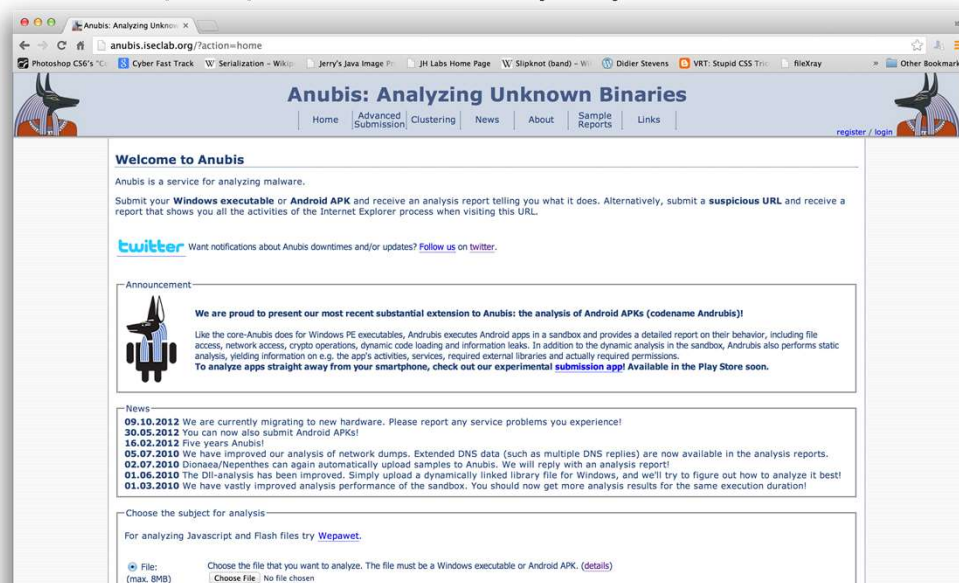 Anubis: Analyzing Unknow
anubis.iseclab.org/?action=home
Photoshop CS6's "C
Cyber Fast Track
Serialization – Wikip
Jerry's Java Image Pr
JH Labs Home Page
Slipknot (band) – Wi
Didier Stevens
VRT: Stupid CSS Tric
fileXray
»
Other Bookmark
Anubis: Analyzing Unknown Binaries
Home
Advanced
Submission
Clustering
News
About
Sample
Reports
Links
register / login
Welcome to Anubis
Anubis is a service for analyzing malware.
Submit your Windows executable or Android APK and receive an analysis report telling you what it does. Alternatively, submit a suspicious URL and receive a
report that shows you all the activities of the Internet Explorer process when visiting this URL.
twitter Want notifications about Anubis downtimes and/or updates? Follow us on twitter.
Announcement
We are proud to present our most recent substantial extension to Anubis: the analysis of Android APKs (codename Andrubis)!
Like the core-Anubis does for Windows PE executables, Andrubis executes Android apps in a sandbox and provides a detailed report on their behavior, including file
access, network access, crypto operations, dynamic code loading and information leaks. In addition to the dynamic analysis in the sandbox, Andrubis also performs static
analysis, yielding information on e.g. the app's activities, services, required external libraries and actually required permissions.
To analyze apps straight away from your smartphone, check out our experimental submission app! Available in the Play Store soon.
News
09.10.2012 We are currently migrating to new hardware. Please report any service problems you experience!
30.05.2012 You can now also submit Android APKs!
16.02.2012 Five years Anubis!
05.07.2010 We have improved our analysis of network dumps. Extended DNS data (such as multiple DNS replies) are now available in the analysis reports.
02.07.2010 Dionaea/Nepenthes can again automatically upload samples to Anubis. We will reply with an analysis report!
01.06.2010 The Dll-analysis has been improved. Simply upload a dynamically linked library file for Windows, and we'll try to figure out how to analyze it best!
01.03.2010 We have vastly improved analysis performance of the sandbox. You should now get more analysis results for the same execution duration!
Choose the subject for analysis
For analyzing Javascript and Flash files try Wepawet.
File:
(max. 8MB)
Choose the file that you want to analyze. The file must be a Windows executable or Android APK. (details)
Choose File No file chosen